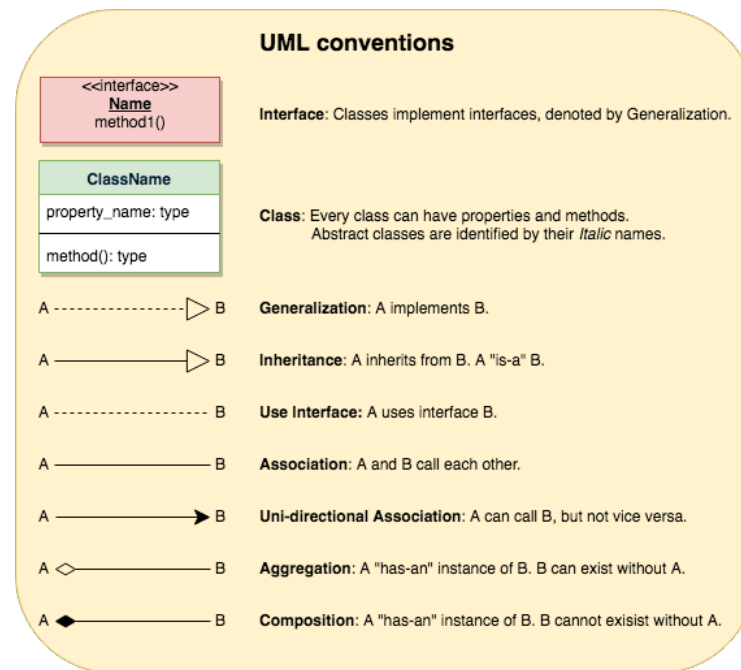 UML conventions
<<interface>>
Name
method1()
Interface: Classes implement interfaces, denoted by Generalization.
ClassName
property_name: type
method(): type
Class: Every class can have properties and methods.
Abstract classes are identified by their Italic names.
A B Generalization: A implements B.
A B Inheritance: A inherits from B. A "is-a" B.
A B Use Interface: A uses interface B.
A B Association: A and B call each other.
A B Uni-directional Association: A can call B, but not vice versa.
A B Aggregation: A "has-an" instance of B. B can exist without A.
A B Composition: A "has-an" instance of B. B cannot exisist without A.